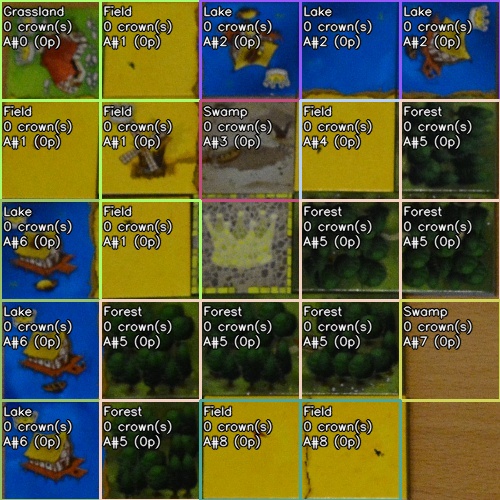 Grassland
0 crown(s)
A#0 (0p)
Field
0 crown(s)
A#1 (0p)
Lake
0 crown(s)
A#2 (0p)
Lake
0 crown(s)
A#2 (0p)
Lake
0 crown(s)
A#2 (0p)
Field
0 crown(s)
A#1 (0p)
Field
0 crown(s)
A#1 (0p)
Swamp
0 crown(s)
A#3 (0p)
Field
0 crown(s)
A#4 (0p)
Forest
0 crown(s)
A#5 (0p)
Lake
0 crown(s)
A#6 (0p)
Field
0 crown(s)
A#1 (0p)
Forest
0 crown(s)
A#5 (0p)
Forest
0 crown(s)
A#5 (0p)
Lake
0 crown(s)
A#6 (0p)
Forest
0 crown(s)
A#5 (0p)
Forest
0 crown(s)
A#5 (0p)
Forest
0 crown(s)
A#5 (0p)
Swamp
0 crown(s)
A#7 (0p)
Lake
0 crown(s)
A#6 (0p)
Forest
0 crown(s)
A#5 (0p)
Field
0 crown(s)
A#8 (0p)
Field
0 crown(s)
A#8 (0p)